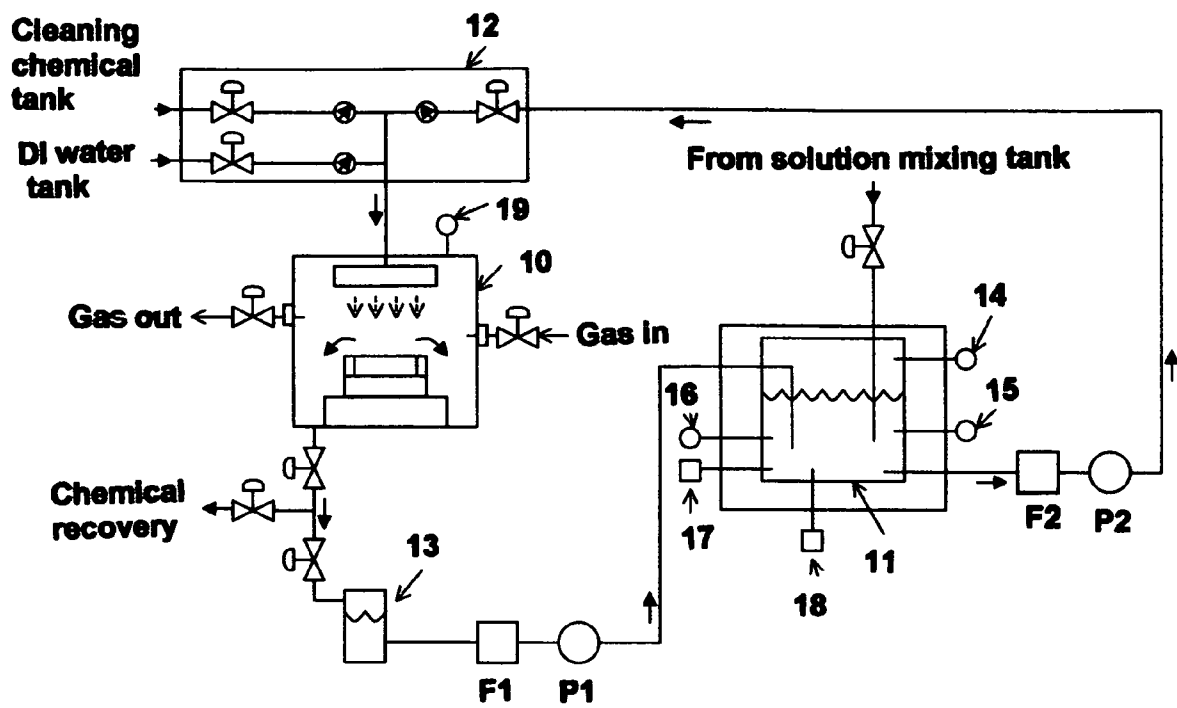 Cleaning
chemical
tank
12
DI water
tank
From solution mixing tank
19
10
Gas out
Gas in
14
16
15
Chemical
recovery
17
11
F2
P2
13
18
F1
P1